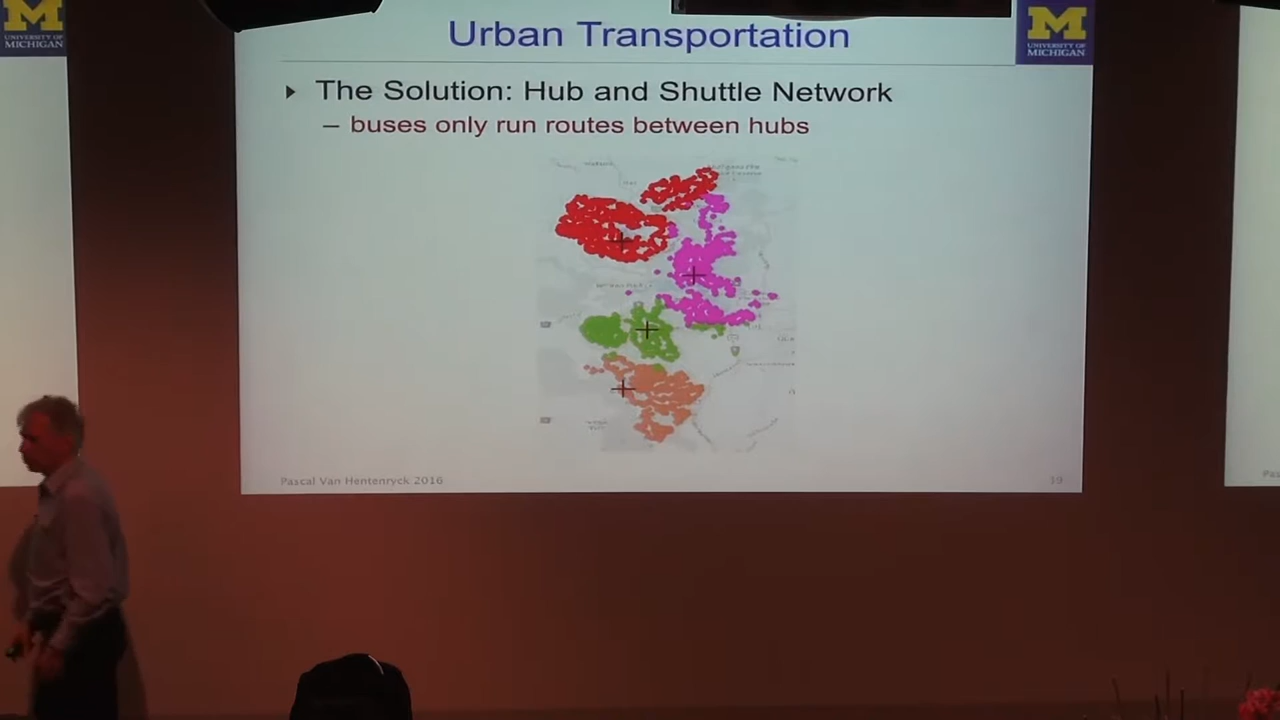 M
UNIVERSITY OF
MICHIGAN
Urban Transportation
M
UNIVERSITY OF
MICHIGAN
The Solution: Hub and Shuttle Network
– buses only run routes between hubs
Pascal Van Hentenryck 2016
19